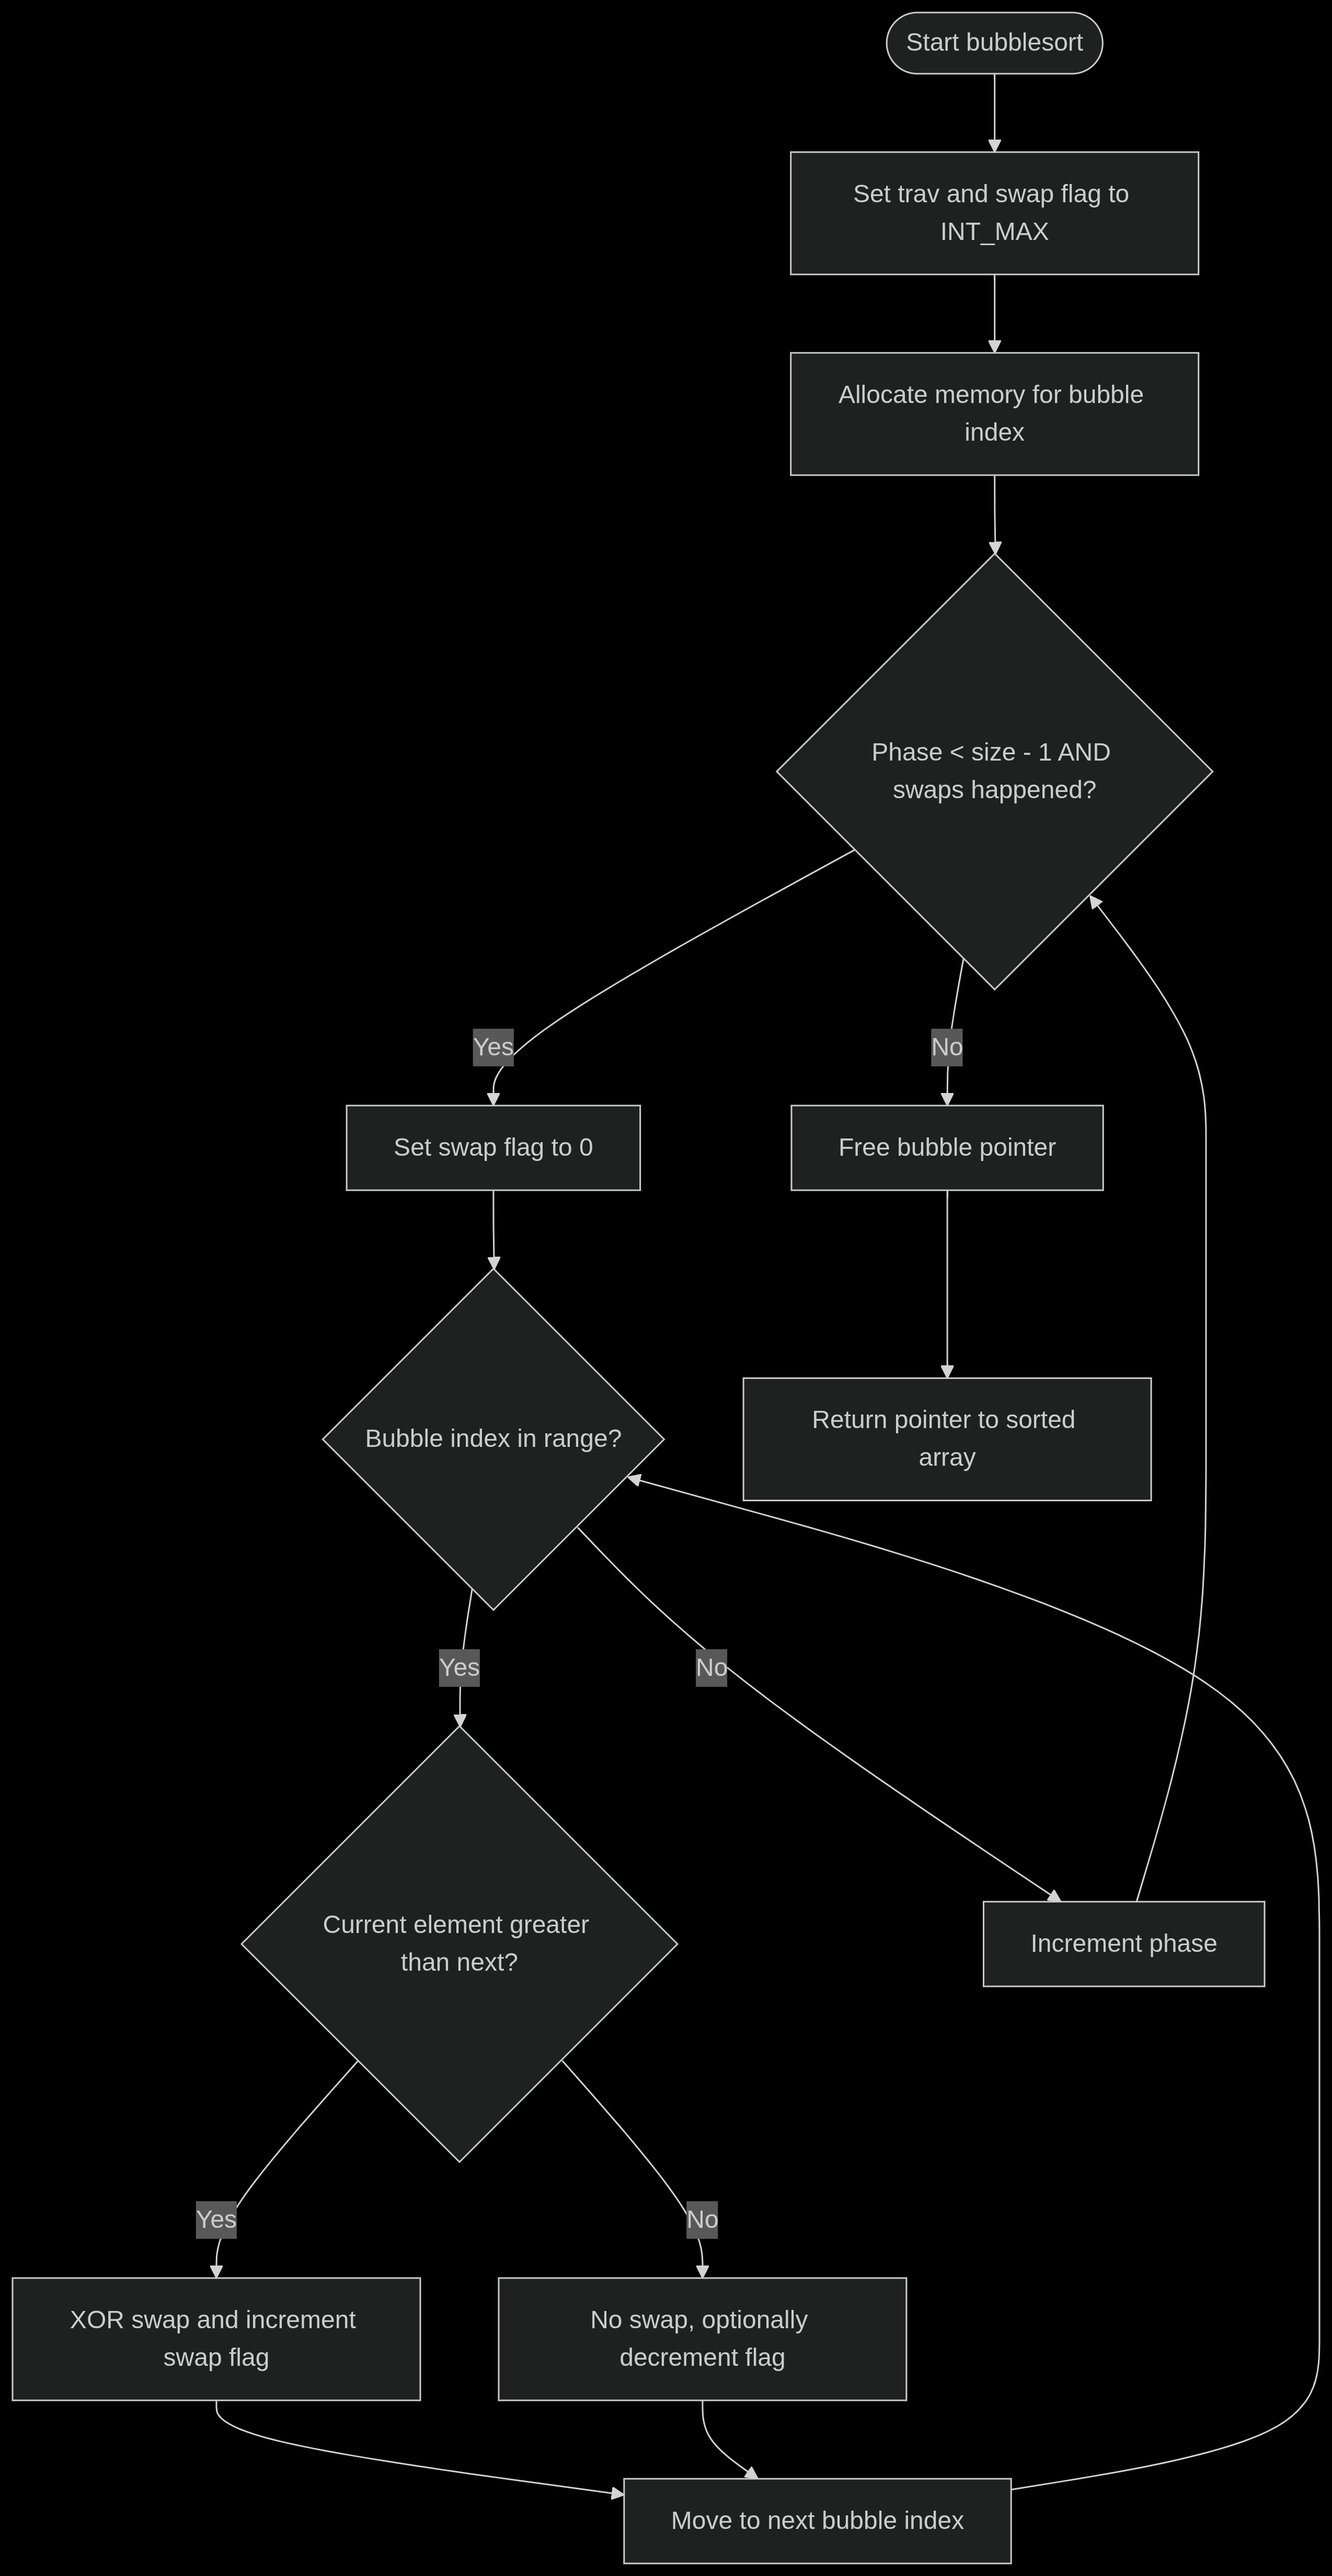 Start bubblesort
Set trav and swap flag to
INT_MAX
Allocate memory for bubble
index
Phase < size - 1 AND
swaps happened?
Yes
No
Set swap flag to 0
Free bubble pointer
Bubble index in range?
Return pointer to sorted
array
Yes
No
Current element greater
than next?
Increment phase
Yes
No
XOR swap and increment
swap flag
No swap, optionally
decrement flag
Move to next bubble index